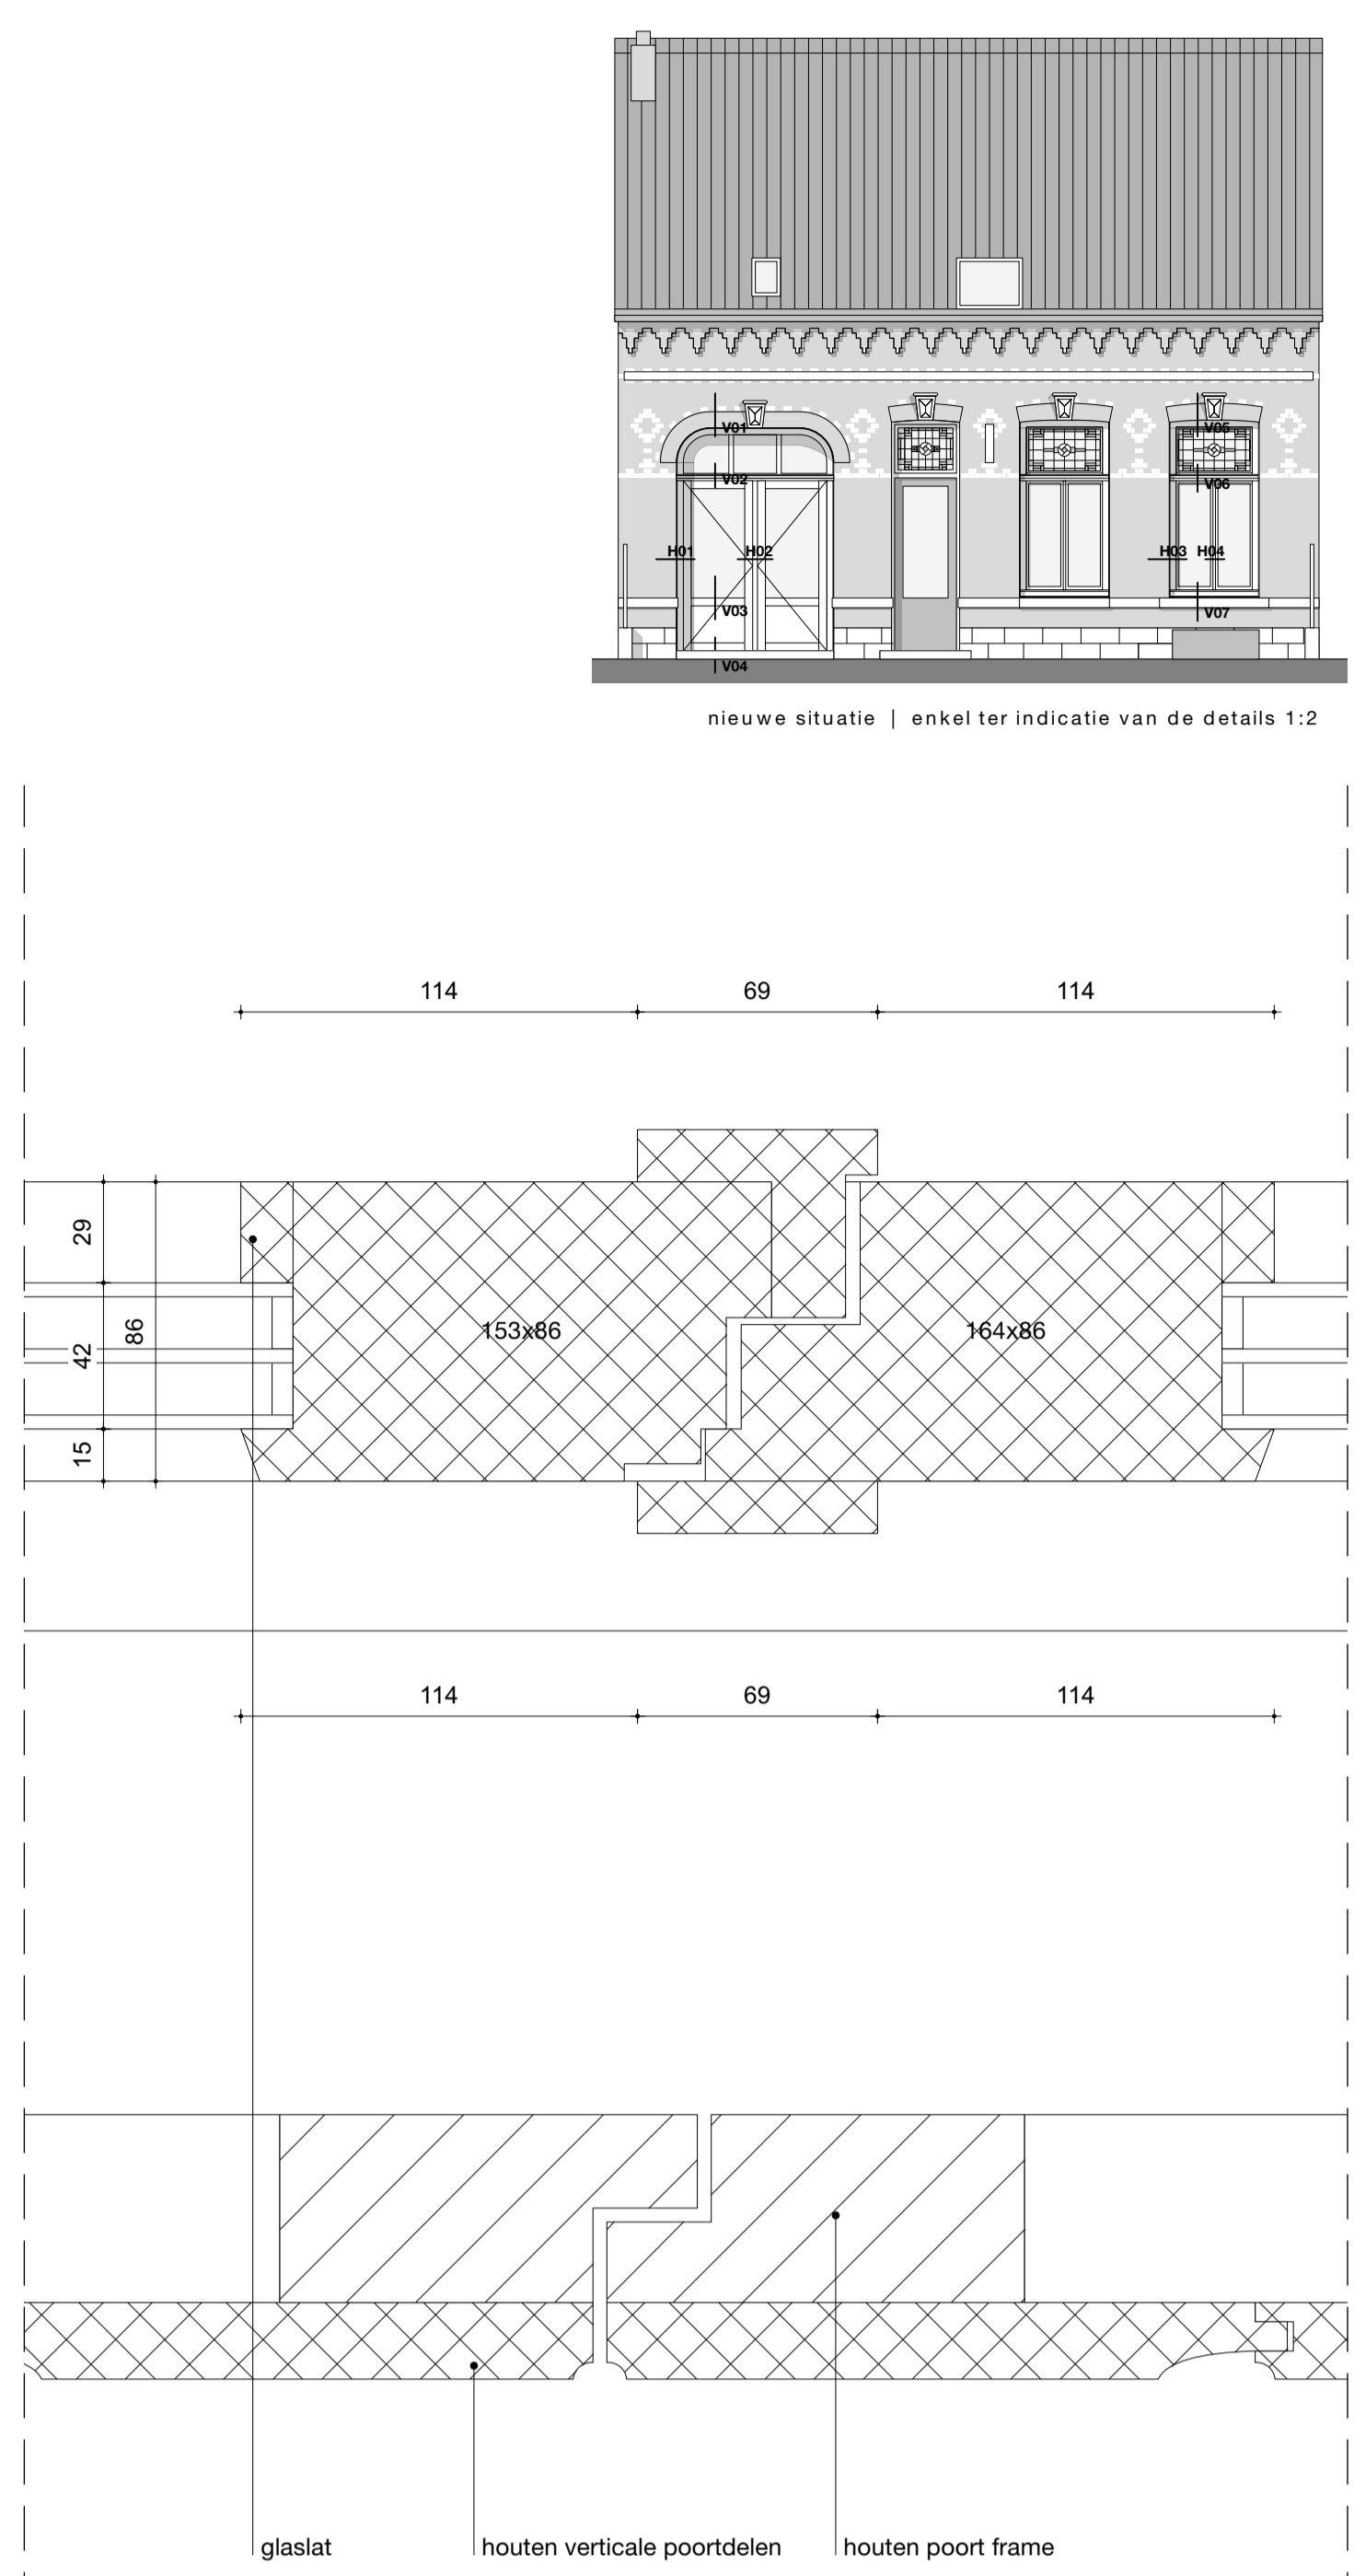 V01
V05
V02
V06
H01
H02
H03
H04
V03
V07
V04
nieuwe situatie | enkel ter indicatie van de details 1:2
114
69
114
29
42
86
15
153x86
164x86
114
69
114
glaslat
houten verticale poortdelen
houten poort frame